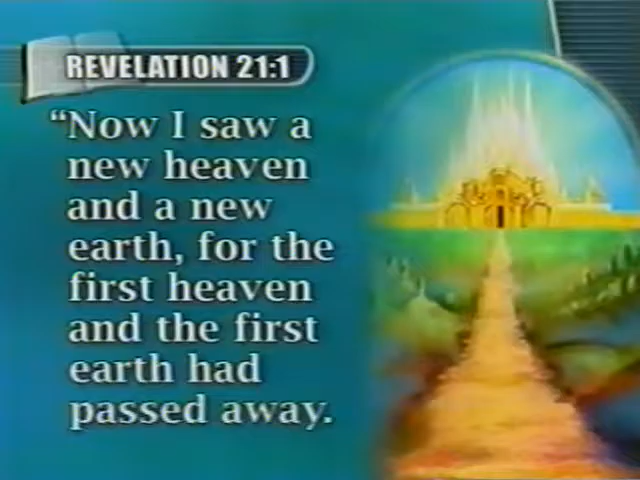 REVELATION 21:1
“Now I saw a
new heaven
and a new
earth, for the
first heaven
and the first
earth had
passed away.